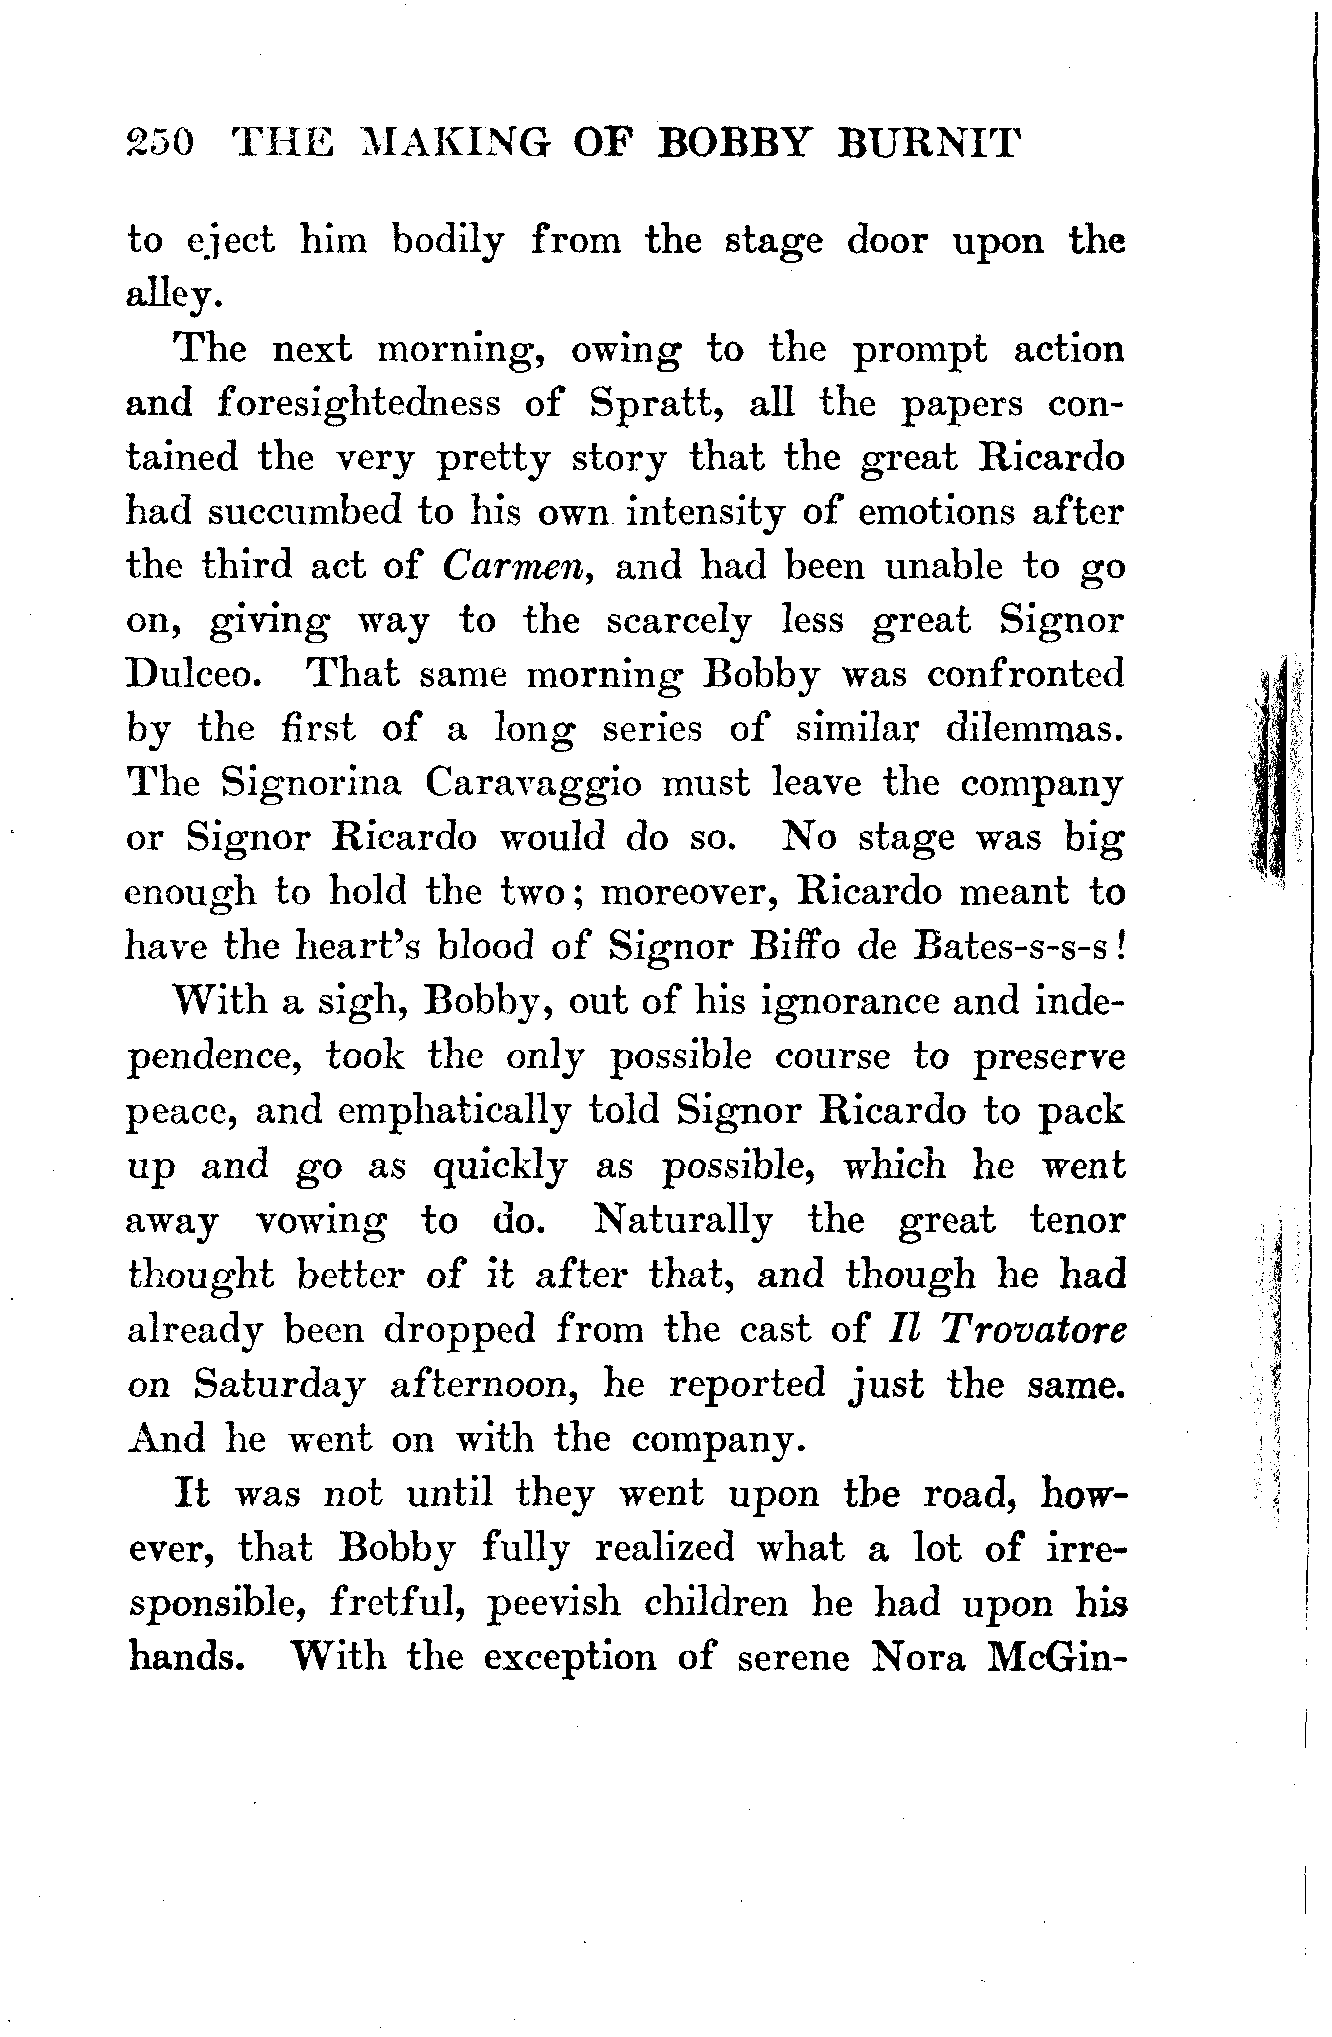 250 THE MAKING OF BOBBY BURNIT
to eject him bodily from the stage door upon the
alley.
The next morning, owing to the prompt action
and foresightedness of Spratt, all the papers con-
tained the very pretty story that the great Ricardo
had succumbed to his own intensity of emotions after
the third act of Carmen, and had been unable to go
on, giving way to the scarcely less great Signor
Dulceo. That same morning Bobby was confronted
by the first of a long series of similar dilemmas.
The Signorina Caravaggio must leave the company
or Signor Ricardo would do so. No stage was big
enough to hold the two; moreover, Ricardo meant to
have the heart's blood of Signor Biffo de Bates-s-s-s!
With a sigh, Bobby, out of his ignorance and inde-
pendence, took the only possible course to preserve
peace, and emphatically told Signor Ricardo to pack
up and go as quickly as possible, which he went
away vowing to do. Naturally the great tenor
thought better of it after that, and though he had
already been dropped from the cast of Il Trovatore
on Saturday afternoon, he reported just the same.
And he went on with the company.
It was not until they went upon the road, how-
ever, that Bobby fully realized what a lot of irre-
sponsible, fretful, peevish children he had upon his
hands. With the exception of serene Nora McGin-